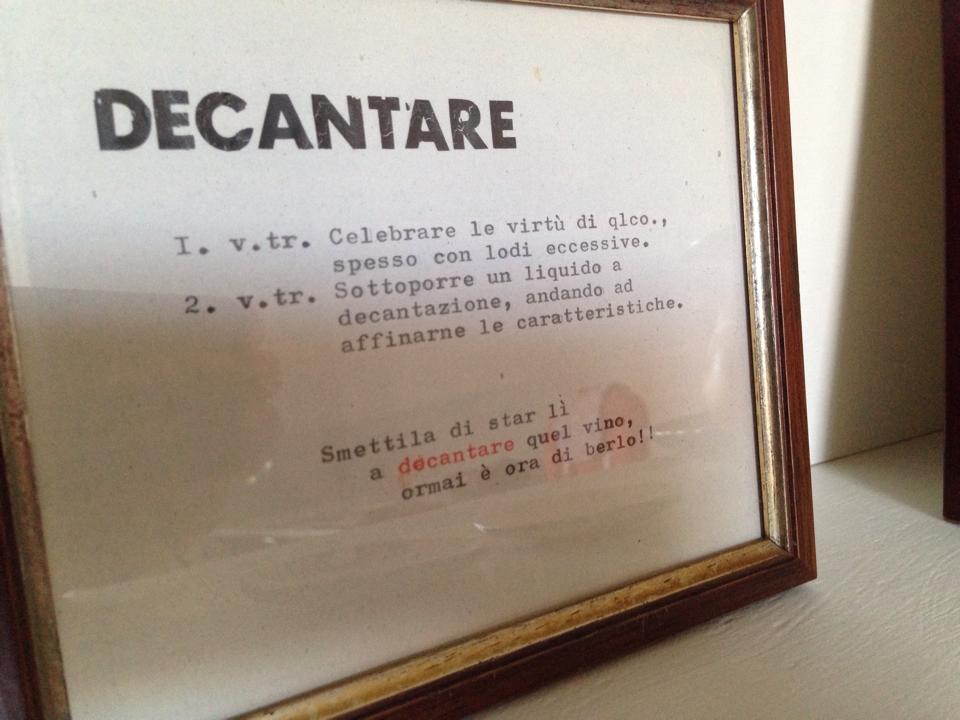 DECANTARE
I. v.tr. Celebrare le virtù di qlco.,
spesso con lodi eccessive.
2. v.tr. Sottoporre un liquido a
decantazione, andando ad
affinarne le caratteristiche.
Smettila di star lì
a decantare quel vino,
ormai è ora di berlo!!